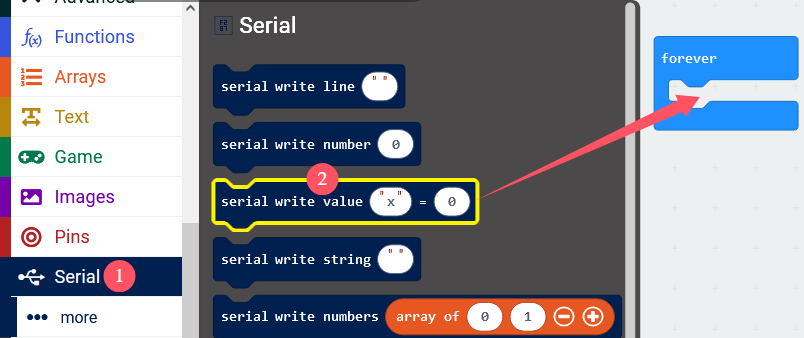 Advanced
f(x) Functions
Arrays
Text
Game
Images
Pins
Serial 1
more
Serial
serial write line " "
serial write number 0
2
serial write value "x" = 0
serial write string " "
serial write numbers array of 0 1
forever